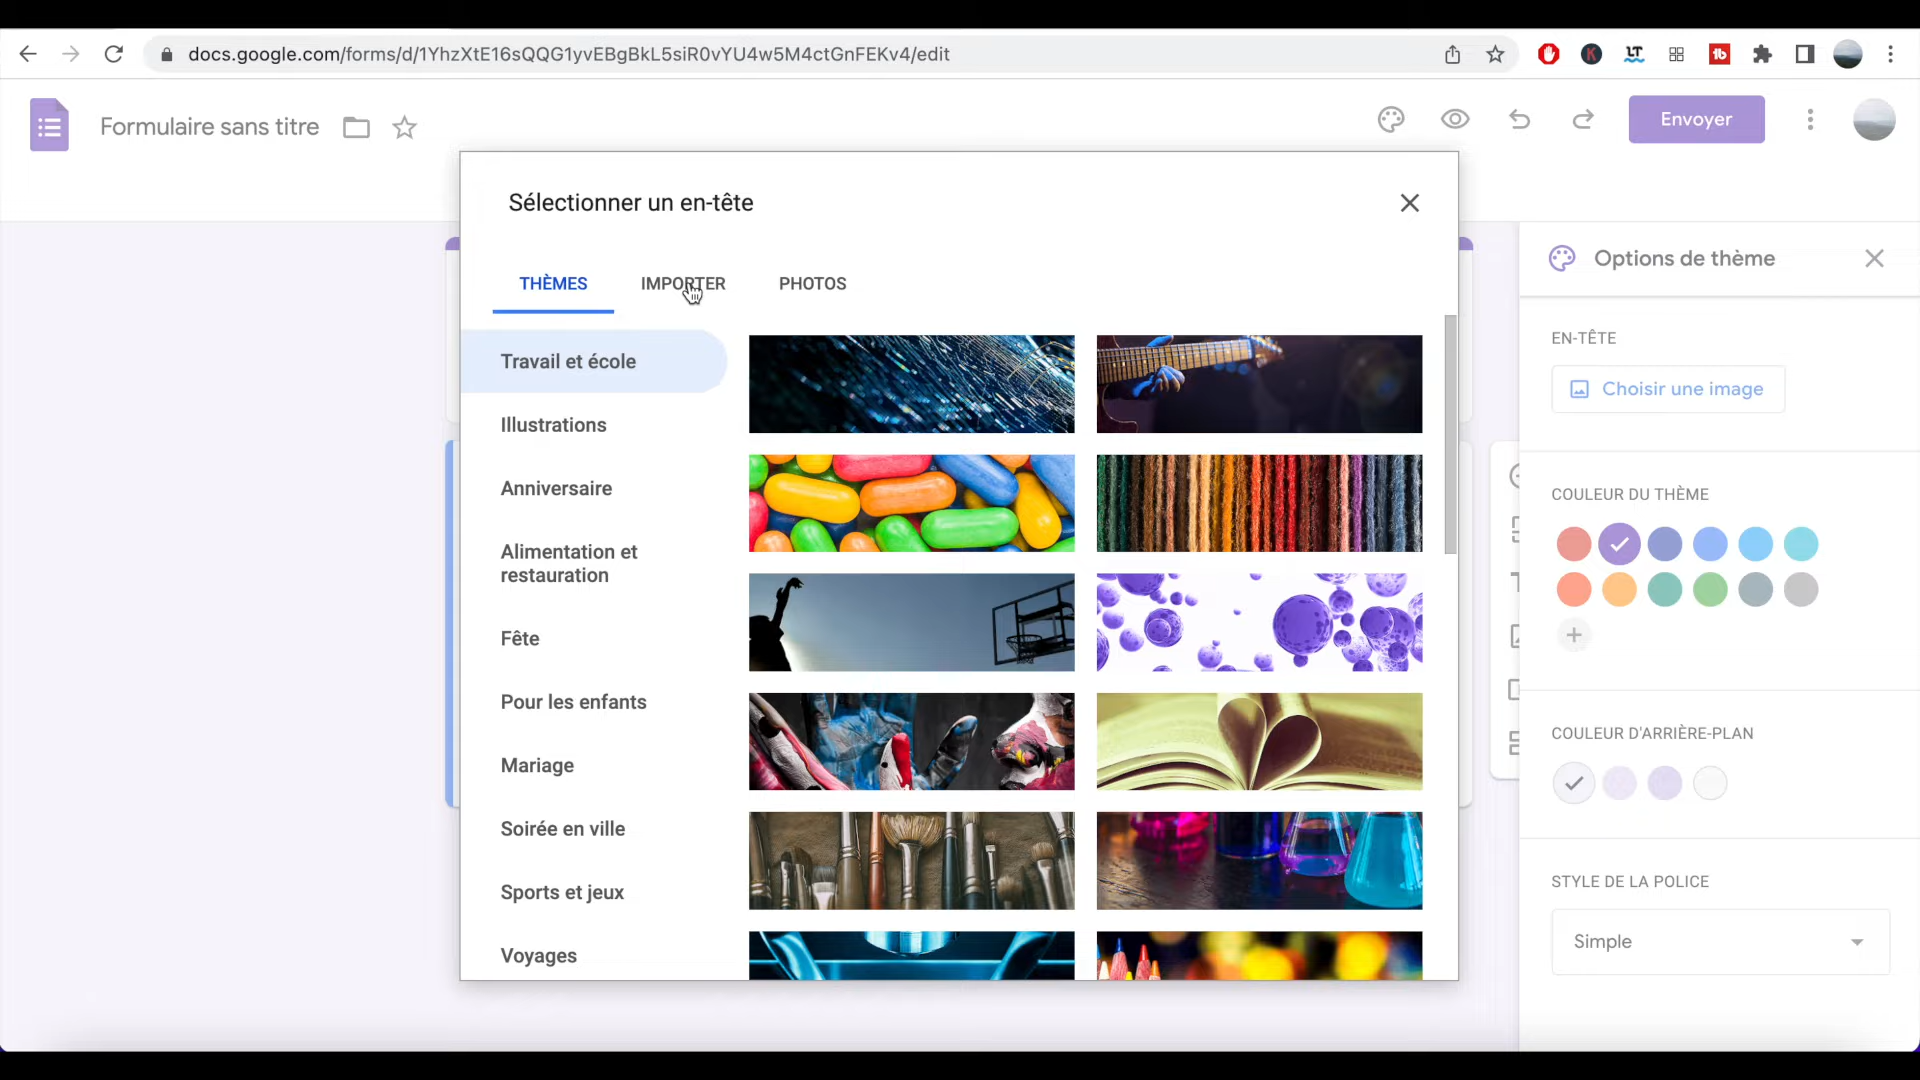 docs.google.com/forms/d/1YhzXtE16sQQG1yvEBgBkL5siR0vYU4w5M4ctGnFEKv4/edit
K
LT
tb
Formulaire sans titre
Envoyer
Sélectionner un en-tête
THÈMES
IMPORTER
PHOTOS
Travail et école
Illustrations
Anniversaire
Alimentation et
restauration
Fête
Pour les enfants
Mariage
Soirée en ville
Sports et jeux
Voyages
Options de thème
EN-TÊTE
Choisir une image
COULEUR DU THÈME
COULEUR D'ARRIÈRE-PLAN
STYLE DE LA POLICE
Simple